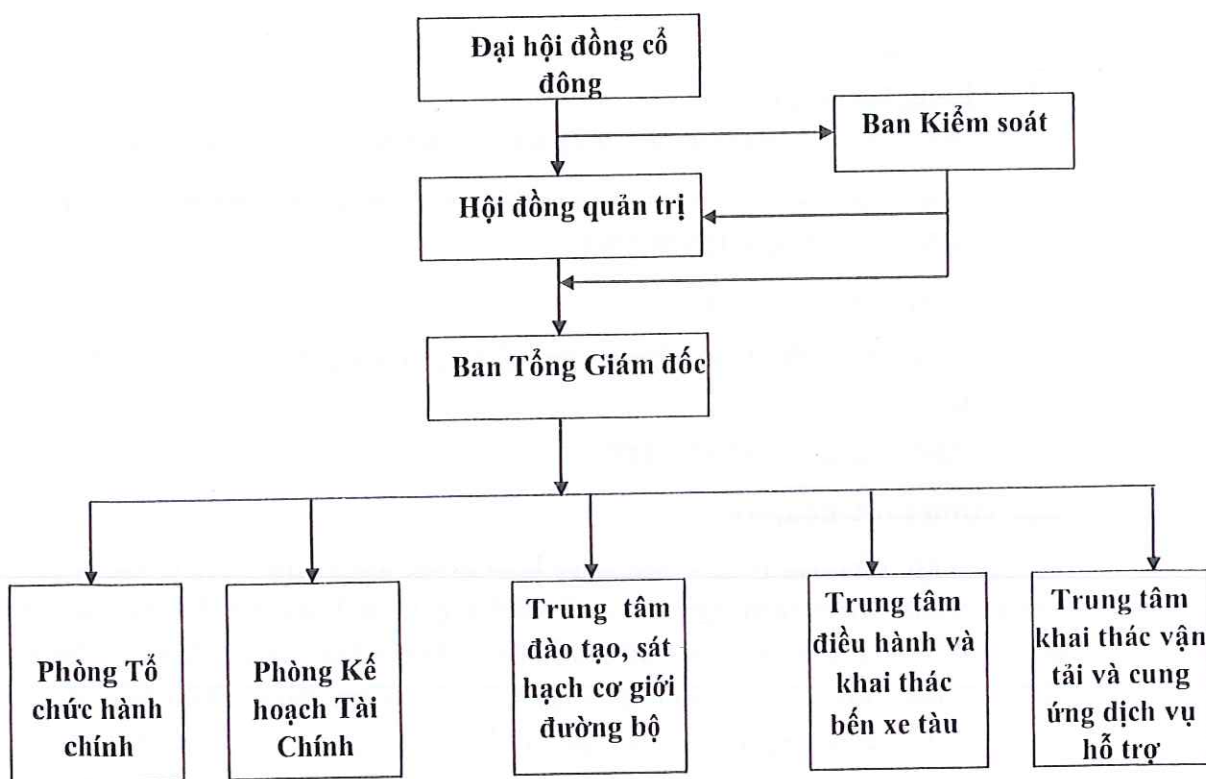 Đại hội đồng cổ
đông
Ban Kiểm soát
Hội đồng quản trị
Ban Tổng Giám đốc
Phòng Tổ
chức hành
chính
Phòng Kế
hoạch Tài
Chính
Trung tâm
đào tạo, sát
hạch cơ giới
đường bộ
Trung tâm
điều hành và
khai thác
bến xe tàu
Trung tâm
khai thác vận
tải và cung
ứng dịch vụ
hỗ trợ